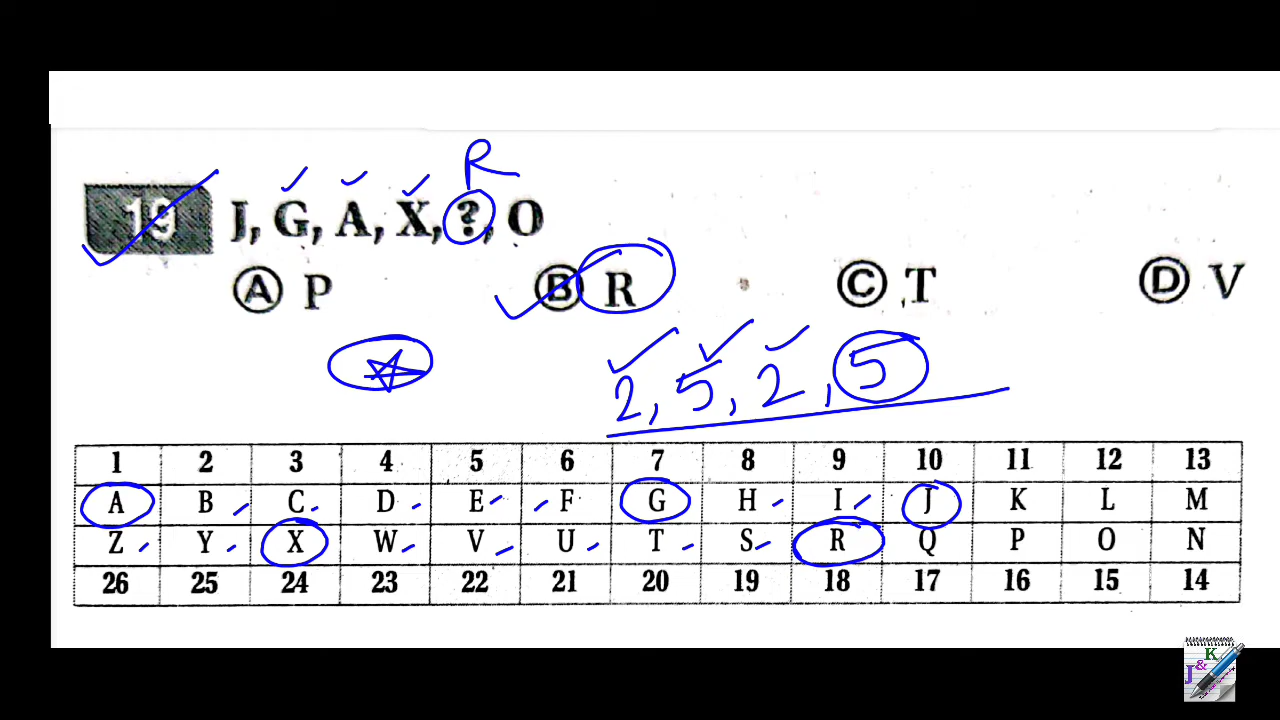 R
19 J, G, A, X, ?, O
A P B R C T D V
2, 5, 2, 5
1 2 3 4 5 6 7 8 9 10 11 12 13
A B C D E F G H I J K L M
Z Y X W V U T S R Q P O N
26 25 24 23 22 21 20 19 18 17 16 15 14
J & K